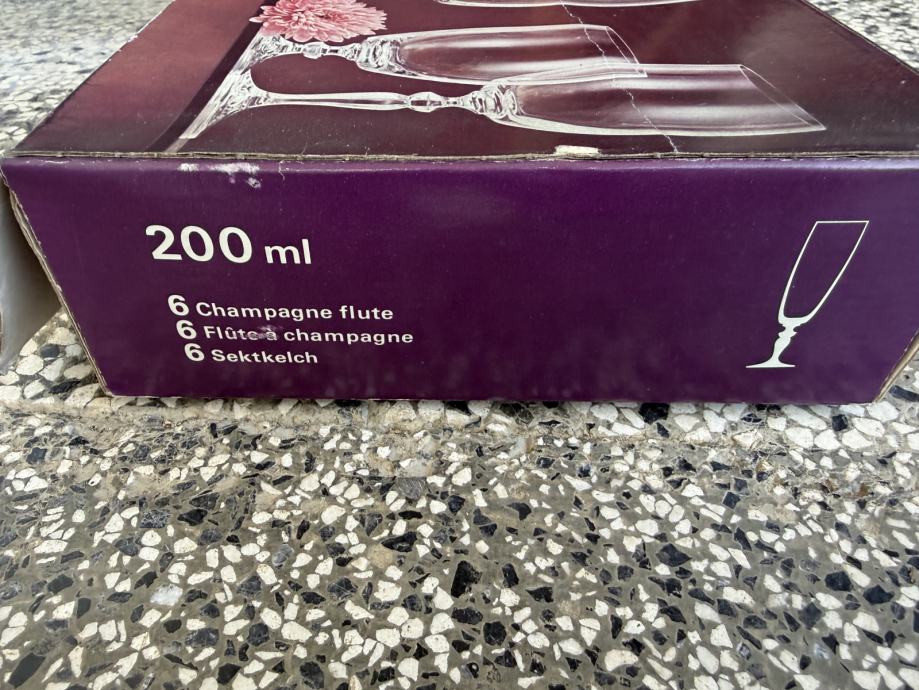 200 ml
6 Champagne flute
6 Flûte à champagne
6 Sektkelch